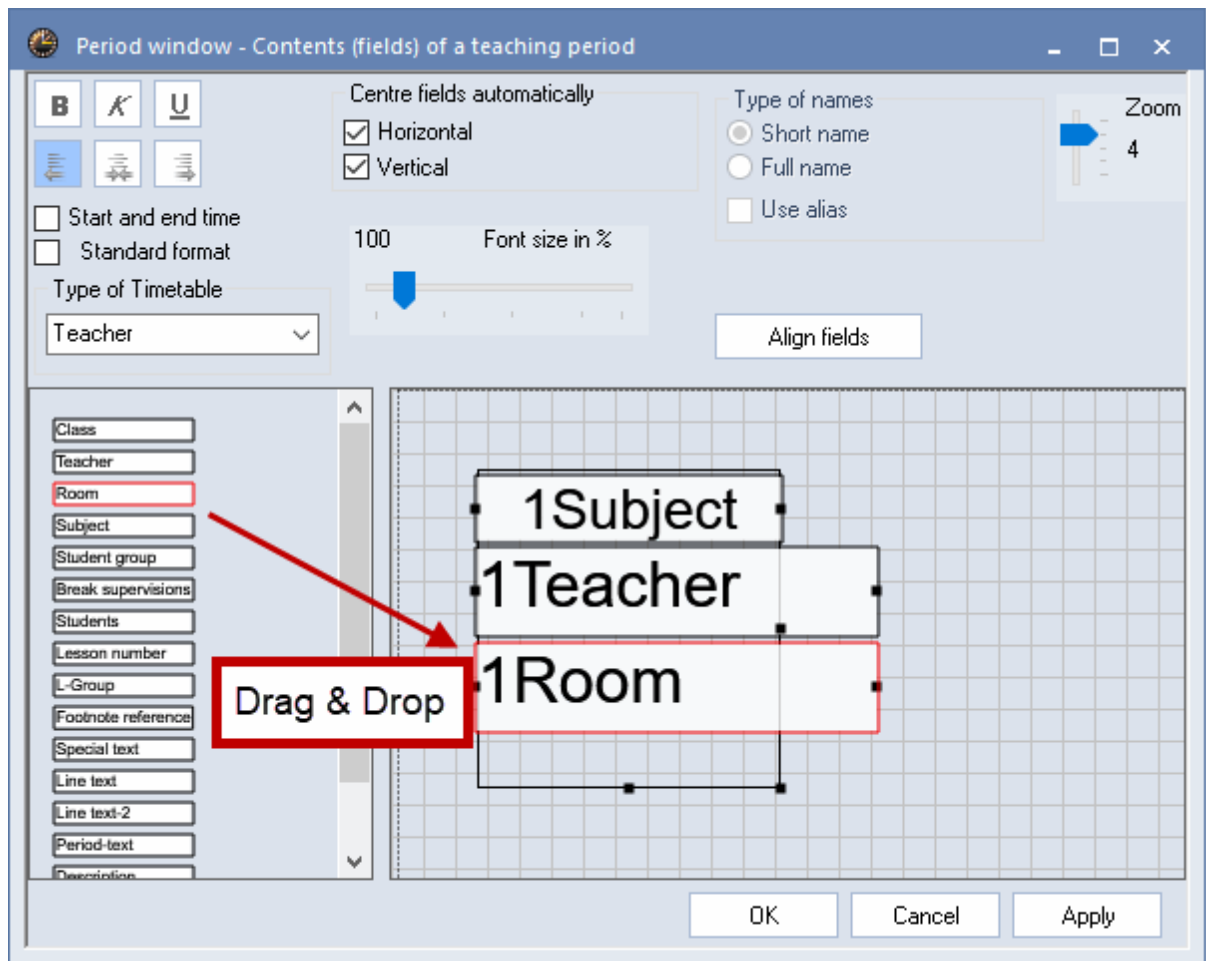 Period window - Contents (fields) of a teaching period
B K U
Centre fields automatically
Horizontal
Vertical
Type of names
Short name
Full name
Use alias
Zoom
4
Start and end time
Standard format
100 Font size in %
Type of Timetable
Teacher
Align fields
Class
Teacher
Room
Subject
Student group
Break supervisions
Students
Lesson number
L-Group
Footnote reference
Special text
Line text
Line text-2
Period-text
Description
1Subject
1Teacher
1Room
Drag & Drop
OK Cancel Apply